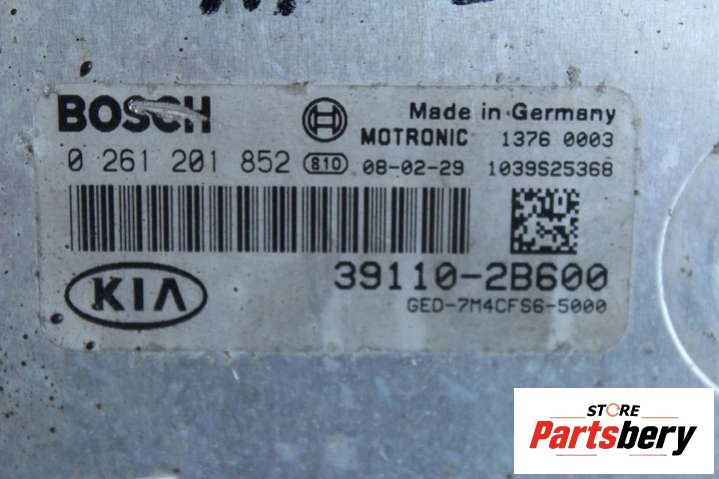 BOSCH
Made in Germany
MOTRONIC 1376 0003
0 261 201 852 S10 08-02-29 1039S25368
KIA
39110-2B600
GED-7M4CFS6-5000
STORE
Partsbery